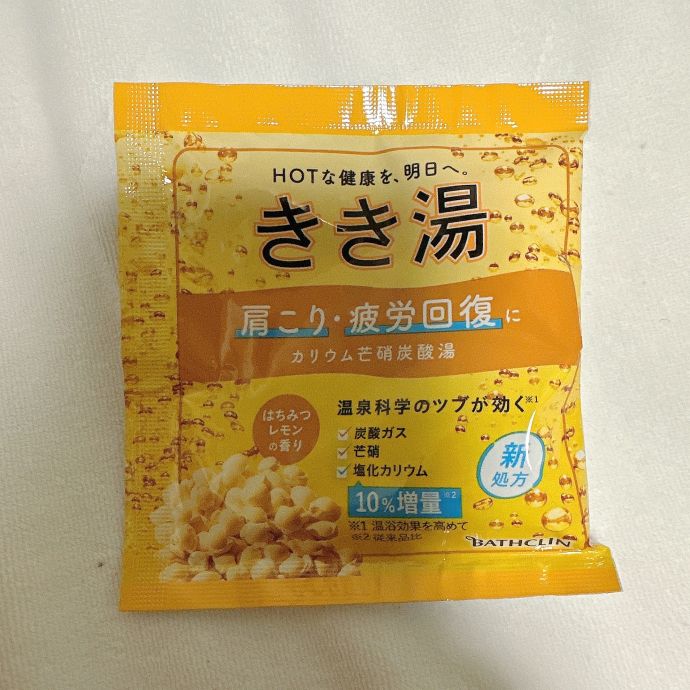 HOTな健康を、明日へ。
きき湯
肩こり・疲労回復に
カリウム芒硝炭酸湯
はちみつ
レモン
の香り
温泉科学のツブが効く※1
炭酸ガス
芒硝
塩化カリウム
10%増量※2
※1 温浴効果を高めて
※2 従来品比
新
処方
BATHCLIN